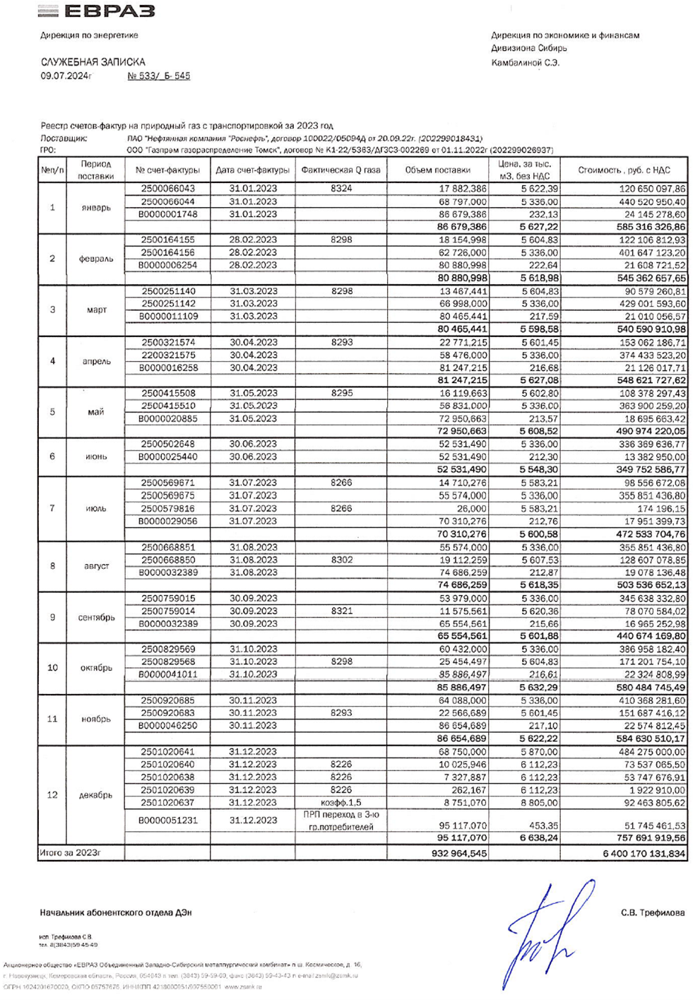 ЕВРАЗ
Дирекция по энергетике
Дирекция по экономике и финансам
Дивизиона Сибирь
СЛУЖЕБНАЯ ЗАПИСКА
Камбалиной С.Э.
09.07.2024г № 533/_Б- 545
Реестр счетов-фактур на природный газ с транспортировкой за 2023 год
Поставщик: ПАО "Нефтянная компания "Роснефть", договор 100022/05094Д от 20.09.22г. (202299018431)
ГРО: ООО "Газпром газораспределение Томск", договор № К1-22/5363/ДГЗСЗ-002269 от 01.11.2022г (202299026937)
№п/п Период поставки № счет-фактуры Дата счет-фактуры Фактическая Q газа Объем поставки Цена, за тыс. м3, без НДС Стоимость , руб. с НДС
1 январь
2500066043 31.01.2023 8324 17 882,386 5 622,39 120 650 097,86
2500066044 31.01.2023 68 797,000 5 336,00 440 520 950,40
В0000001748 31.01.2023 86 679,386 232,13 24 145 278,60
86 679,386 5 627,22 585 316 326,86
2 февраль
2500164155 28.02.2023 8298 18 154,998 5 604,83 122 106 812,93
2500164156 28.02.2023 62 726,000 5 336,00 401 647 123,20
В0000006254 28.02.2023 80 880,998 222,64 21 608 721,52
80 880,998 5 618,98 545 362 657,65
3 март
2500251140 31.03.2023 8298 13 467,441 5 604,83 90 579 260,81
2500251142 31.03.2023 66 998,000 5 336,00 429 001 593,60
В0000011109 31.03.2023 80 465,441 217,59 21 010 056,57
80 465,441 5 598,58 540 590 910,98
4 апрель
2500321574 30.04.2023 8293 22 771,215 5 601,45 153 062 186,71
2200321575 30.04.2023 58 476,000 5 336,00 374 433 523,20
В0000016258 30.04.2023 81 247,215 216,68 21 126 017,71
81 247,215 5 627,08 548 621 727,62
5 май
2500415508 31.05.2023 8295 16 119,663 5 602,80 108 378 297,43
2500415510 31.05.2023 56 831,000 5 336,00 363 900 259,20
В0000020885 31.05.2023 72 950,663 213,57 18 695 663,42
72 950,663 5 608,52 490 974 220,05
6 июнь
2500502648 30.06.2023 52 531,490 5 336,00 336 369 636,77
В0000025440 30.06.2023 52 531,490 212,30 13 382 950,00
52 531,490 5 548,30 349 752 586,77
7 июль
2500569671 31.07.2023 8266 14 710,276 5 583,21 98 556 672,08
2500569675 31.07.2023 55 574,000 5 336,00 355 851 436,80
2500579816 31.07.2023 8266 26,000 5 583,21 174 196,15
В0000029056 31.07.2023 70 310,276 212,76 17 951 399,73
70 310,276 5 600,58 472 533 704,76
8 август
2500668851 31.08.2023 55 574,000 5 336,00 355 851 436,80
2500668850 31.08.2023 8302 19 112,259 5 607,53 128 607 078,85
В0000032389 31.08.2023 74 686,259 212,87 19 078 136,48
74 686,259 5 618,35 503 536 652,13
9 сентябрь
2500759015 30.09.2023 53 979,000 5 336,00 345 638 332,80
2500759014 30.09.2023 8321 11 575,561 5 620,36 78 070 584,02
В0000032389 30.09.2023 65 554,561 215,66 16 965 252,98
65 554,561 5 601,88 440 674 169,80
10 октябрь
2500829569 31.10.2023 60 432,000 5 336,00 386 958 182,40
2500829568 31.10.2023 8298 25 454,497 5 604,83 171 201 754,10
В0000041011 31.10.2023 85 886,497 216,61 22 324 808,99
85 886,497 5 632,29 580 484 745,49
11 ноябрь
2500920685 30.11.2023 64 088,000 5 336,00 410 368 281,60
2500920683 30.11.2023 8293 22 566,689 5 601,45 151 687 416,12
В0000046250 30.11.2023 86 654,689 217,10 22 574 812,45
86 654,689 5 622,22 584 630 510,17
12 декабрь
2501020641 31.12.2023 68 750,000 5 870,00 484 275 000,00
2501020640 31.12.2023 8226 10 025,946 6 112,23 73 537 065,50
2501020638 31.12.2023 8226 7 327,887 6 112,23 53 747 676,91
2501020639 31.12.2023 8226 262,167 6 112,23 1 922 910,00
2501020637 31.12.2023 коэфф.1,5 8 751,070 8 805,00 92 463 805,62
В0000051231 31.12.2023 ПРП переход в 3-ю гр.потребителей 95 117,070 453,35 51 745 461,53
95 117,070 6 638,24 757 691 919,56
Итого за 2023г 932 964,545 6 400 170 131,834
Начальник абонентского отдела ДЭн С.В. Трефилова
исп Трефилова С.В.
тел 8(3843)59-45-49
Акционерное общество «ЕВРАЗ Объединенный Западно-Сибирский металлургический комбинат» п ш. Космическое, д. 16,
г. Новокузнецк, Кемеровская область, Россия, 654043 п тел. (3843) 59-59-00, факс (3843) 59-43-43 п e-mail:zsmk@zsmk.ru
ОГРН 1024201670020, ОКПО 05757676, ИНН/КПП 4218000951/997550001 www.zsmk.ru